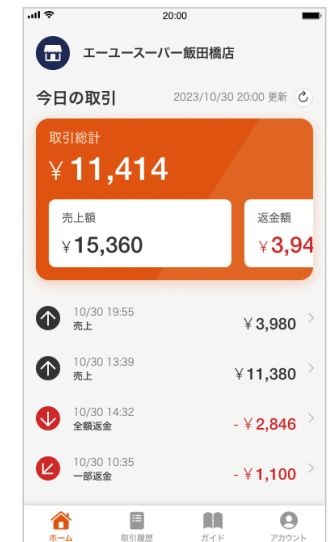 20:00
エーユースーパー飯田橋店
今日の取引
2023/10/30 20:00 更新
取引総計
¥ 11,414
売上額
¥15,360
返金額
¥3,94
10/30 19:55
売上
¥3,980
10/30 13:39
売上
¥11,380
10/30 14:32
全額返金
- ¥2,846
10/30 10:35
一部返金
- ¥1,100
ホーム
取引履歴
ガイド
アカウント